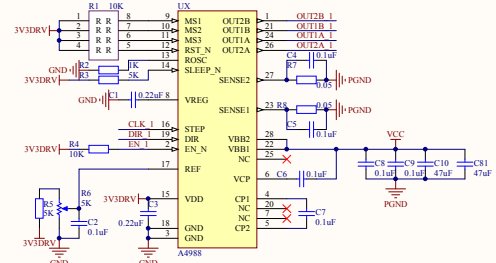 R1 10K
UX
3V3DRV
1 R R 8
2 R R 7
3 R R 6
4 R R 5
9 MS1
10 MS2
11 MS3
12 RST_N
13 ROSC
14 SLEEP_N
GND R2 1K
3V3DRV R3 5K
GND C1 0.22uF 8 VREG
CLK_1 16 STEP
DIR_1 19 DIR
3V3DRV R4 10K EN_1 2 EN_N
17 REF
R5 5K
R6 5K
C2 0.1uF
3V3DRV
GND
3V3DRV 15 VDD
C3 0.22uF
18 GND
3 GND
GND
A4988
OUT2B 1 OUT2B_1
OUT1B 21 OUT1B_1
OUT1A 24 OUT1A_1
OUT2A 26 OUT2A_1
C4 0.1uF
SENSE2 27 R7 0.05 PGND
SENSE1 23 R8 0.05 PGND
C5 0.1uF
VBB2 28
VBB1 22
NC 25
VCP 6 C6 0.1uF
CP1 4
NC 20
NC 7
CP2 5
C7 0.1uF
VCC
C8 0.1uF
C9 0.1uF
C10 47uF
C81 47uF
PGND